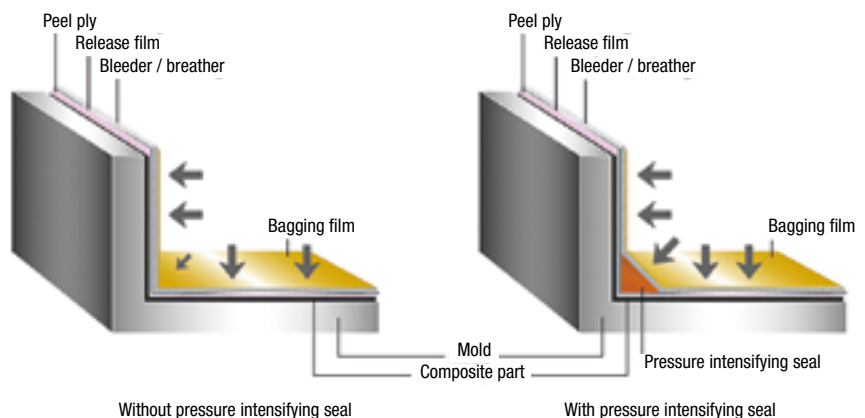 Peel ply
Release film
Bleeder / breather
Bagging film
Peel ply
Release film
Bleeder / breather
Bagging film
Mold
Composite part
Pressure intensifying seal
Without pressure intensifying seal
With pressure intensifying seal